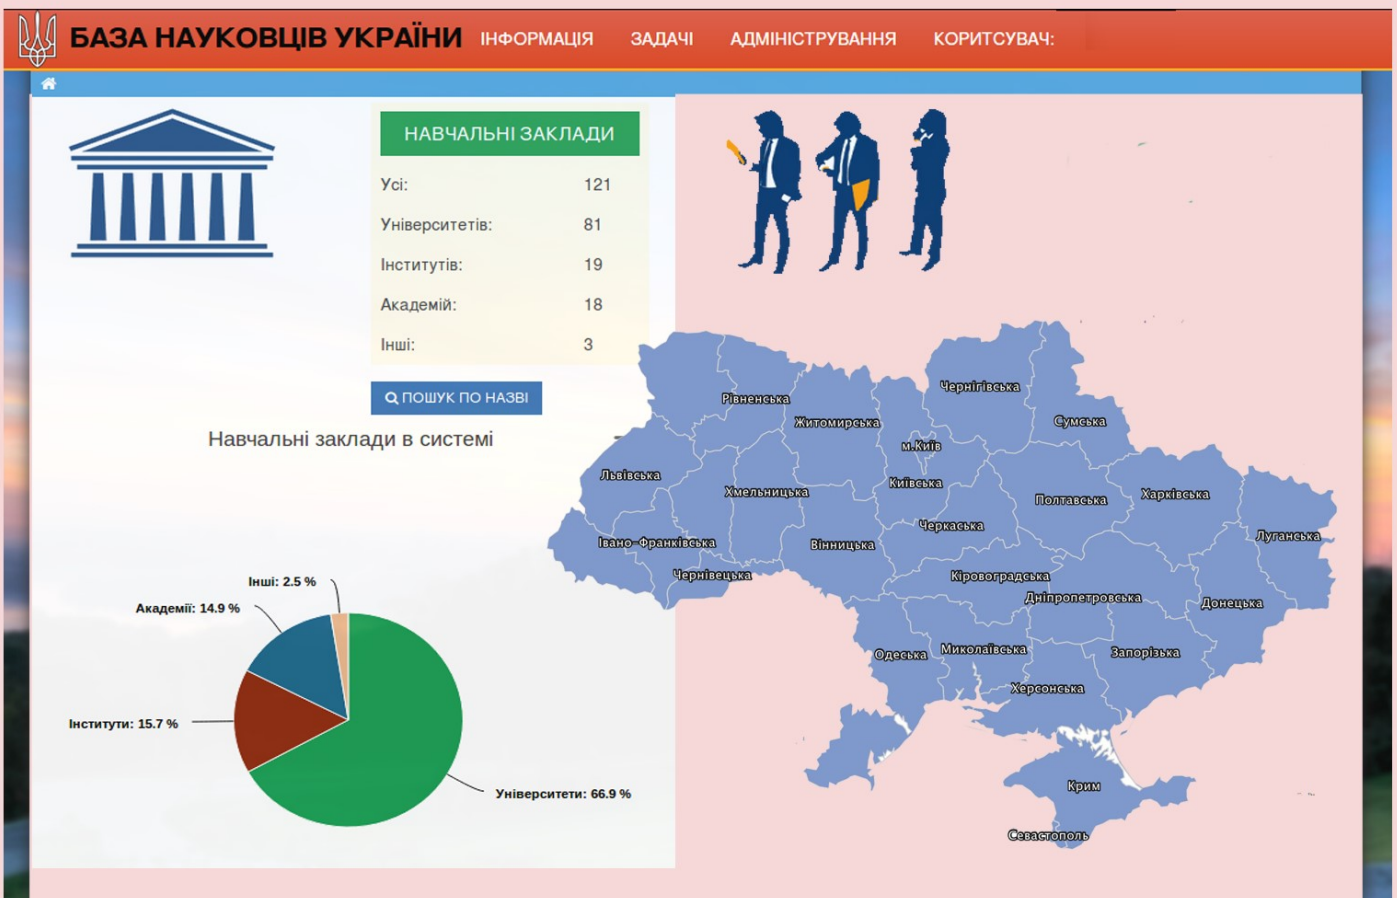 БАЗА НАУКОВЦІВ УКРАЇНИ ІНФОРМАЦІЯ ЗАДАЧІ АДМІНІСТРУВАННЯ КОРИТСУВАЧ:
НАВЧАЛЬНІ ЗАКЛАДИ
Усі: 121
Університетів: 81
Інститутів: 19
Академій: 18
Інші: 3
ПОШУК ПО НАЗВІ
Навчальні заклади в системі
Інші: 2.5 %
Академії: 14.9 %
Інститути: 15.7 %
Університети: 66.9 %
Чернігівська
Рівненська
Житомирська
Сумська
м.Київ
Львівська
Київська
Хмельницька
Харківська
Полтавська
Черкаська
Луганська
Івано-Франківська
Вінницька
Чернівецька
Кіровоградська
Дніпропетровська
Донецька
Одеська
Миколаївська
Запорізька
Херсонська
Крим
Севастополь